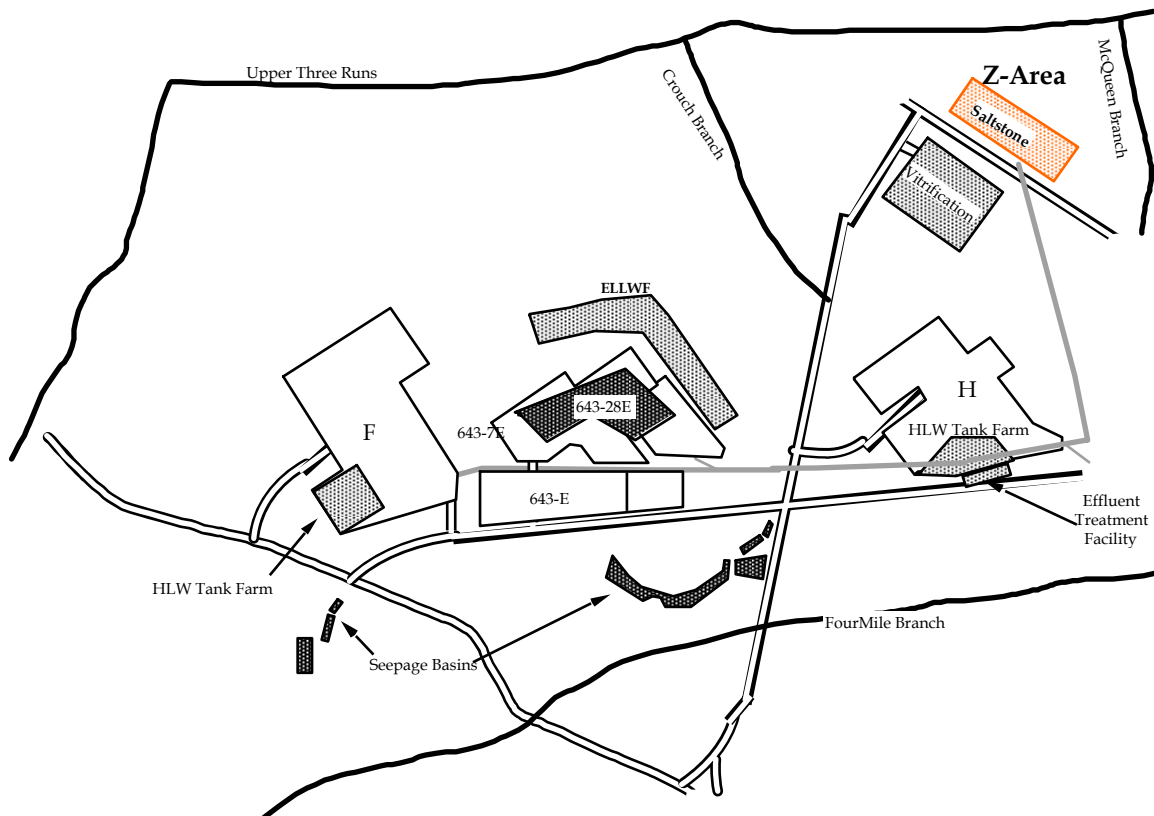 Upper Three Runs
Crouch Branch
McQueen Branch
Z-Area
Saltstone
Vitrification
ELLWF
643-28E
643-7E
F
H
HLW Tank Farm
643-E
Effluent
Treatment
Facility
HLW Tank Farm
FourMile Branch
Seepage Basins